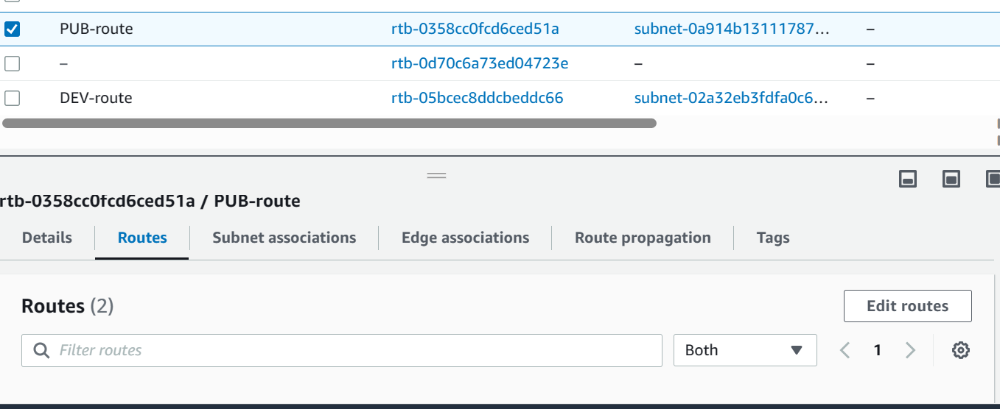 PUB-route rtb-0358cc0fcd6ced51a subnet-0a914b13111787... –
– rtb-0d70c6a73ed04723e – –
DEV-route rtb-05bcec8ddcbeddc66 subnet-02a32eb3fdfa0c6... –
rtb-0358cc0fcd6ced51a / PUB-route
Details Routes Subnet associations Edge associations Route propagation Tags
Routes (2) Edit routes
Filter routes Both 1